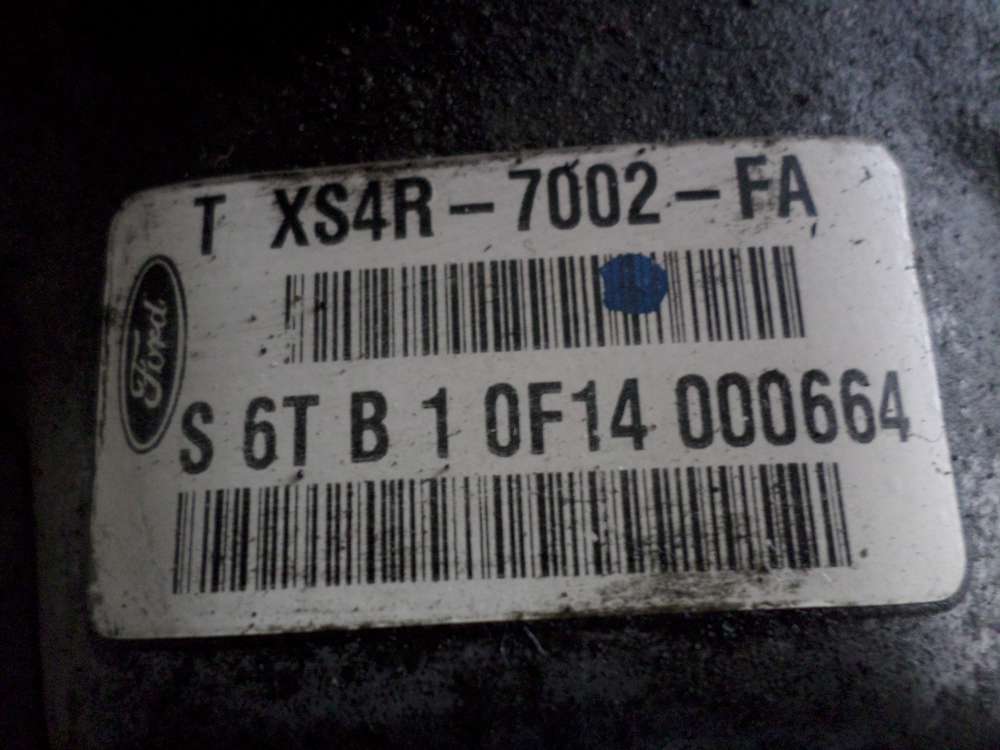 T XS4R-7002-FA
Ford
S 6T B 1 0F14 000664